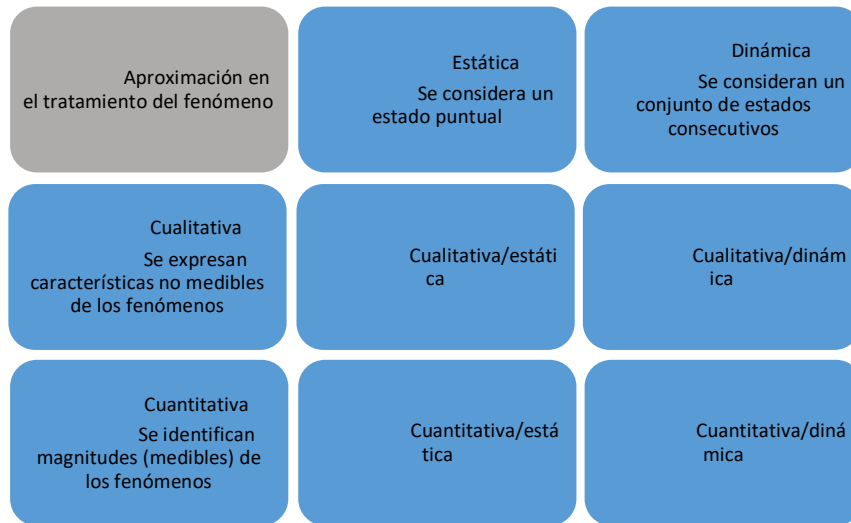 Aproximación en
el tratamiento del fenómeno
Estática
Se considera un
estado puntual
Dinámica
Se consideran un
conjunto de estados
consecutivos
Cualitativa
Se expresan
características no medibles
de los fenómenos
Cualitativa/estáti
ca
Cualitativa/dinám
ica
Cuantitativa
Se identifican
magnitudes (medibles) de
los fenómenos
Cuantitativa/está
tica
Cuantitativa/diná
mica